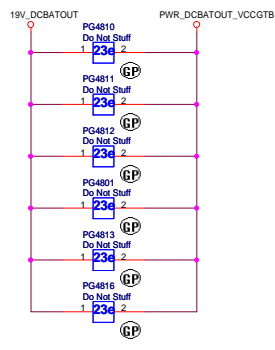 19V_DCBATOUT PWR_DCBATOUT_VCCGTB
PG4810
Do Not Stuff
1 23e 2
GP
PG4811
Do Not Stuff
1 23e 2
GP
PG4812
Do Not Stuff
1 23e 2
GP
PG4801
Do Not Stuff
1 23e 2
GP
PG4813
Do Not Stuff
1 23e 2
GP
PG4816
Do Not Stuff
1 23e 2
GP